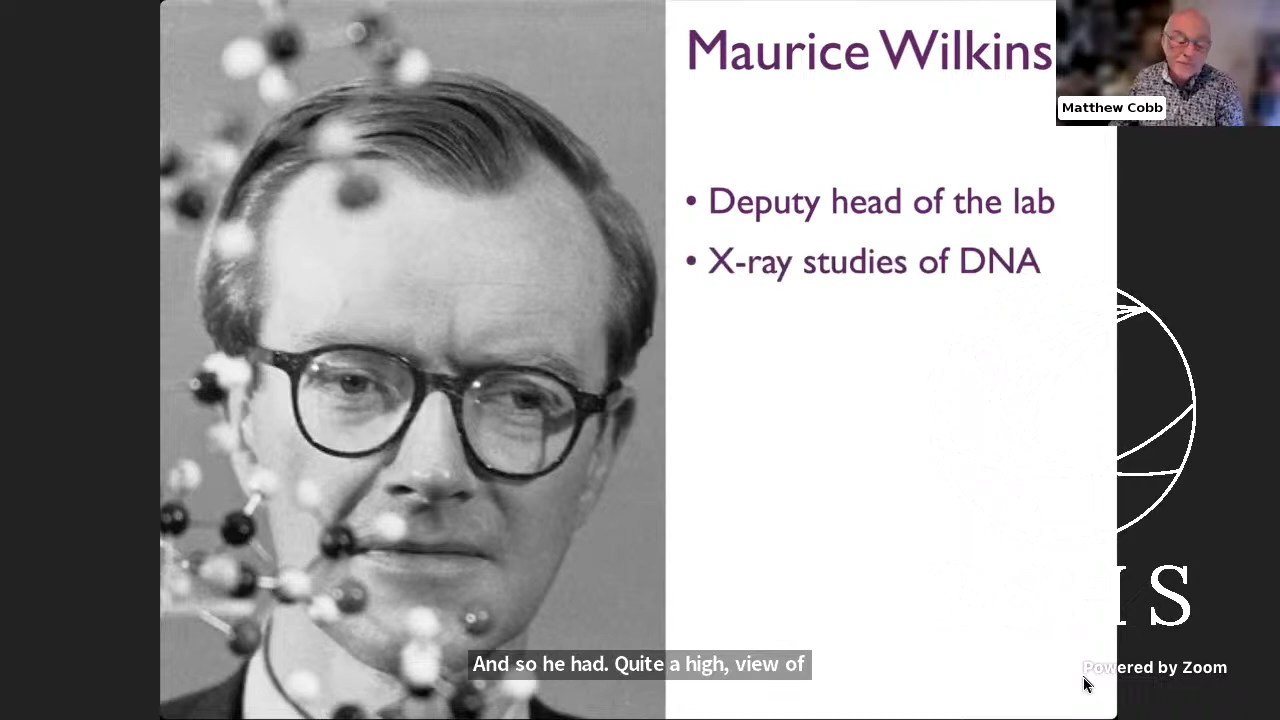 Maurice Wilkins
Matthew Cobb
• Deputy head of the lab
• X-ray studies of DNA
S
And so he had. Quite a high, view of
Powered by Zoom